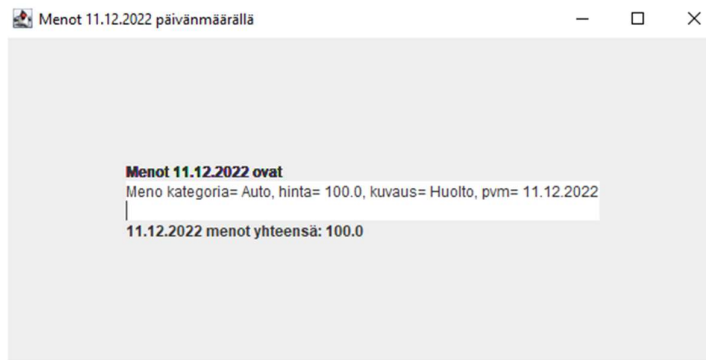 Menot 11.12.2022 päivänmäärällä
Menot 11.12.2022 ovat
Meno kategoria= Auto, hinta= 100.0, kuvaus= Huolto, pvm= 11.12.2022
11.12.2022 menot yhteensä: 100.0